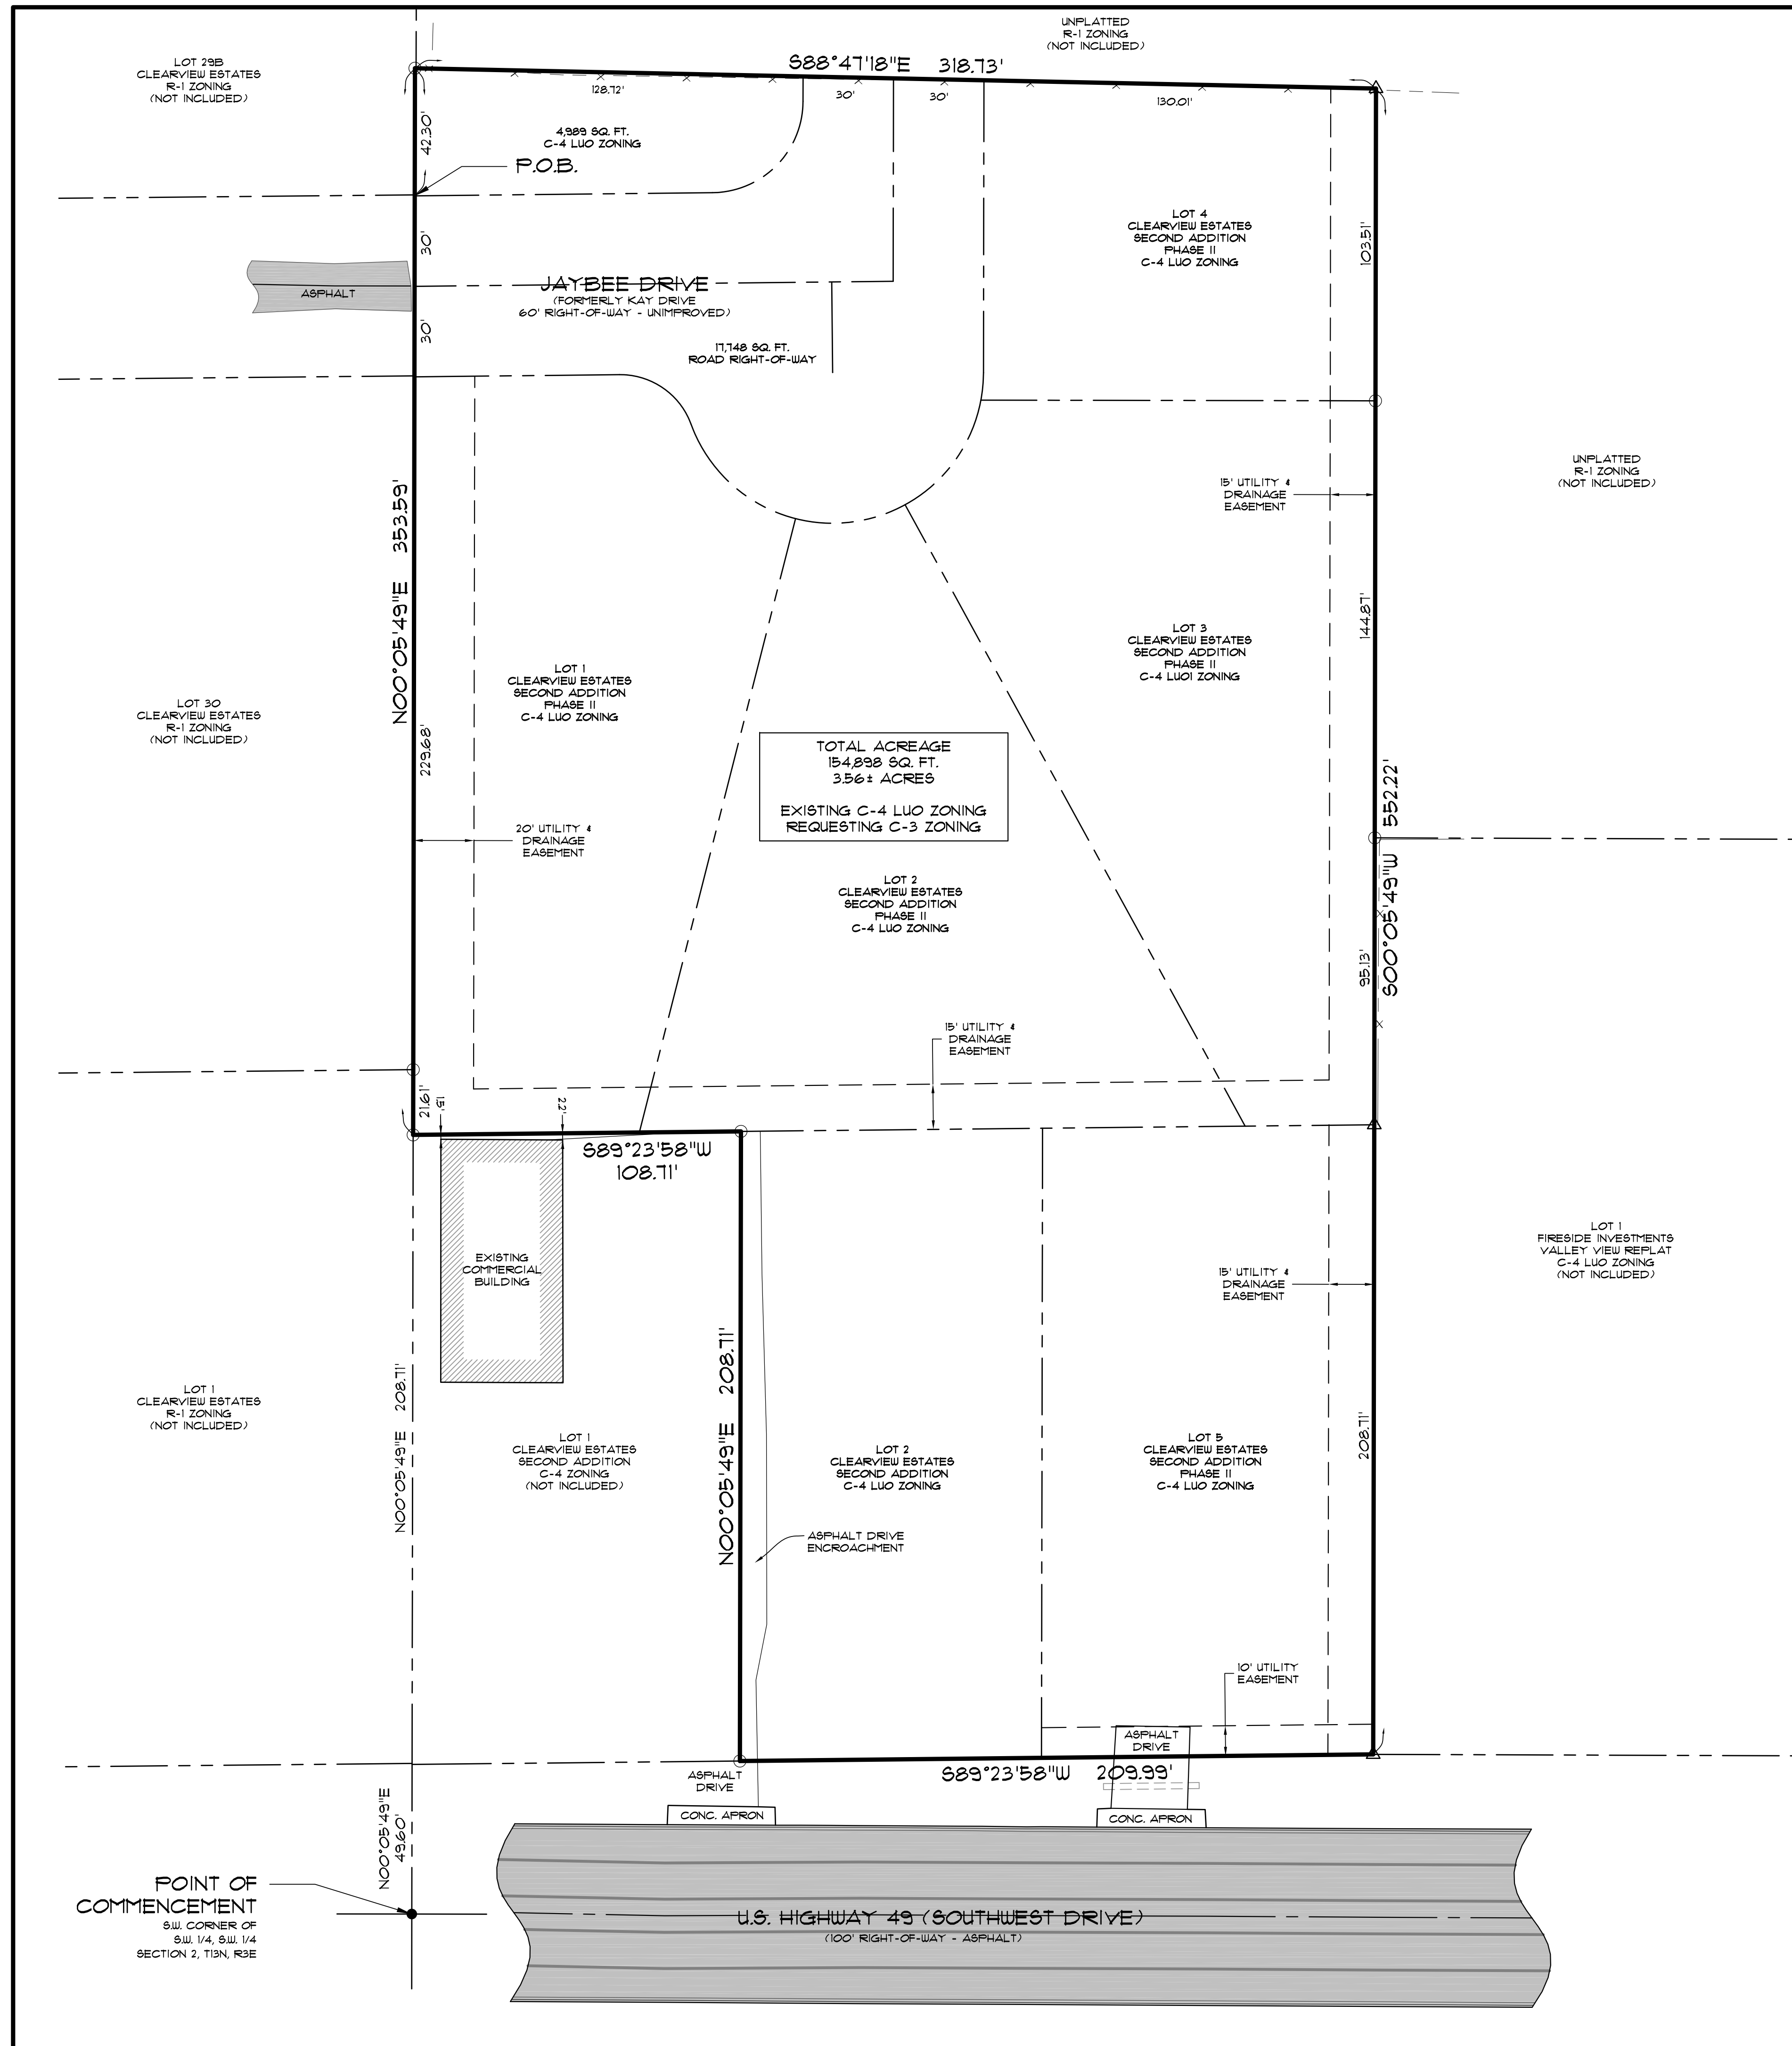 UNPLATTED
R-1 ZONING
(NOT INCLUDED)
LOT 29B
CLEARVIEW ESTATES
R-1 ZONING
(NOT INCLUDED)
S88°47'18"E 318.73'
128.72'
30'
30'
130.01'
42.30'
4,989 SQ. FT.
C-4 LUO ZONING
P.O.B.
LOT 4
CLEARVIEW ESTATES
SECOND ADDITION
PHASE II
C-4 LUO ZONING
103.51'
30'
30'
ASPHALT
JAYBEE DRIVE
(FORMERLY KAY DRIVE
60' RIGHT-OF-WAY - UNIMPROVED)
17,748 SQ. FT.
ROAD RIGHT-OF-WAY
UNPLATTED
R-1 ZONING
(NOT INCLUDED)
15' UTILITY &
DRAINAGE
EASEMENT
N00°05'49"E 353.59'
144.87'
LOT 3
CLEARVIEW ESTATES
SECOND ADDITION
PHASE II
C-4 LUOI ZONING
LOT 1
CLEARVIEW ESTATES
SECOND ADDITION
PHASE II
C-4 LUO ZONING
LOT 30
CLEARVIEW ESTATES
R-1 ZONING
(NOT INCLUDED)
229.68'
TOTAL ACREAGE
154,898 SQ. FT.
3.56± ACRES
EXISTING C-4 LUO ZONING
REQUESTING C-3 ZONING
20' UTILITY &
DRAINAGE
EASEMENT
S00°05'49"W 552.22'
LOT 2
CLEARVIEW ESTATES
SECOND ADDITION
PHASE II
C-4 LUO ZONING
95.13'
15' UTILITY &
DRAINAGE
EASEMENT
21.61'
1.5'
2.2'
S89°23'58"W
108.71'
EXISTING
COMMERCIAL
BUILDING
LOT 1
FIRESIDE INVESTMENTS
VALLEY VIEW REPLAT
C-4 LUO ZONING
(NOT INCLUDED)
15' UTILITY &
DRAINAGE
EASEMENT
LOT 1
CLEARVIEW ESTATES
R-1 ZONING
(NOT INCLUDED)
N00°05'49"E 208.71'
LOT 1
CLEARVIEW ESTATES
SECOND ADDITION
C-4 ZONING
(NOT INCLUDED)
N00°05'49"E 208.71'
LOT 2
CLEARVIEW ESTATES
SECOND ADDITION
C-4 LUO ZONING
LOT 5
CLEARVIEW ESTATES
SECOND ADDITION
PHASE II
C-4 LUO ZONING
208.71'
ASPHALT DRIVE
ENCROACHMENT
10' UTILITY
EASEMENT
ASPHALT
DRIVE
S89°23'58"W 209.99'
ASPHALT
DRIVE
CONC. APRON
CONC. APRON
N00°05'49"E
49.60'
POINT OF
COMMENCEMENT
S.W. CORNER OF
S.W. 1/4, S.W. 1/4
SECTION 2, T13N, R3E
U.S. HIGHWAY 49 (SOUTHWEST DRIVE)
(100' RIGHT-OF-WAY - ASPHALT)